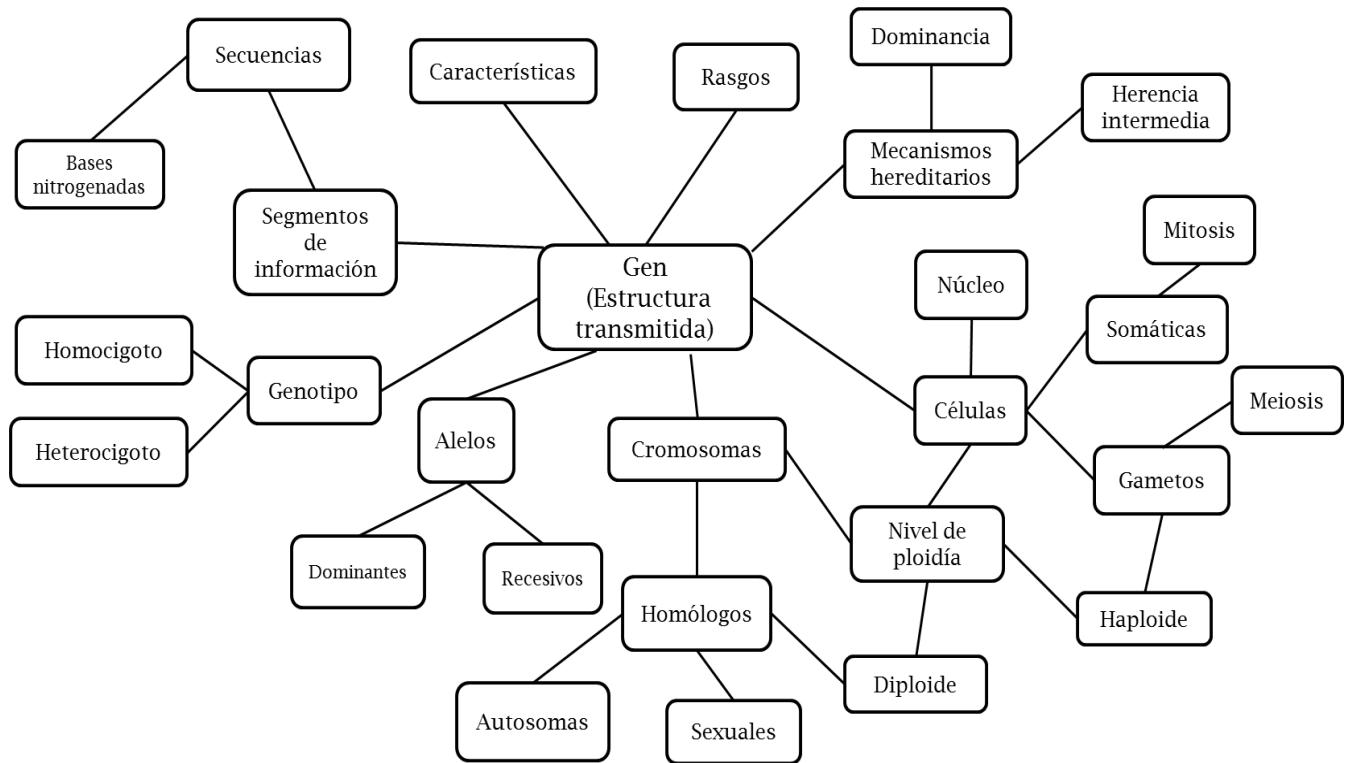 Secuencias
Características
Rasgos
Dominancia
Herencia
intermedia
Bases
nitrogenadas
Mecanismos
hereditarios
Segmentos
de
información
Mitosis
Gen
(Estructura
transmitida)
Núcleo
Somáticas
Homocigoto
Genotipo
Heterocigoto
Alelos
Cromosomas
Células
Meiosis
Gametos
Nivel de
ploidía
Dominantes
Recesivos
Homólogos
Haploide
Diploide
Autosomas
Sexuales